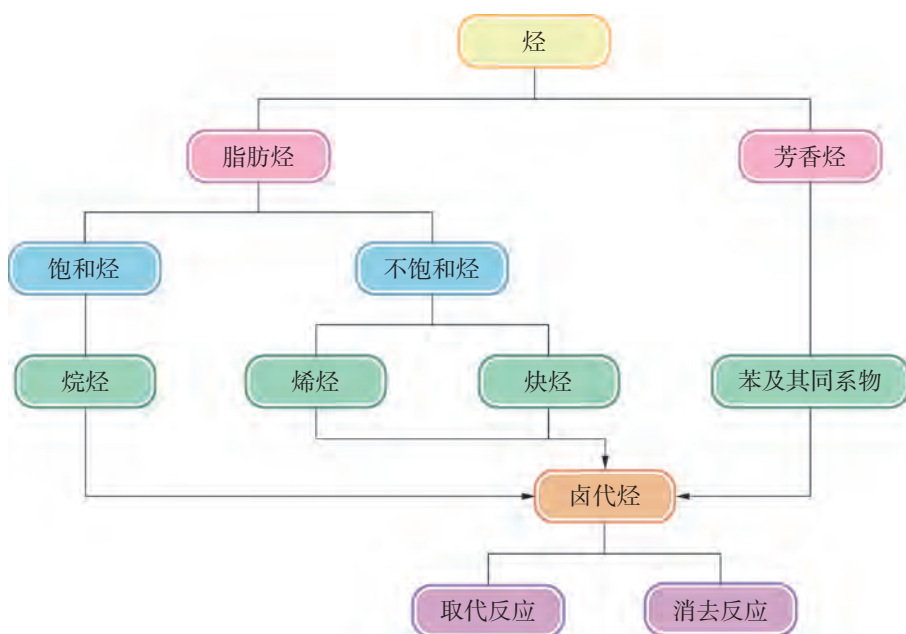 烃
脂肪烃
芳香烃
饱和烃
不饱和烃
烷烃
烯烃
炔烃
苯及其同系物
卤代烃
取代反应
消去反应